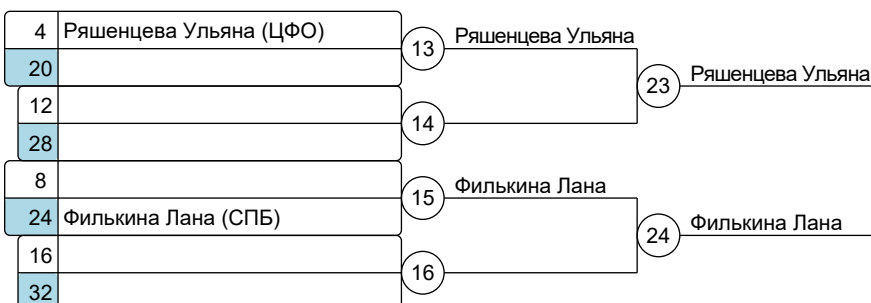 4 Ряшенцева Ульяна (ЦФО)
13 Ряшенцева Ульяна
20
23 Ряшенцева Ульяна
12
14
28
8
15 Филькина Лана
24 Филькина Лана (СПБ)
24 Филькина Лана
16
16
32